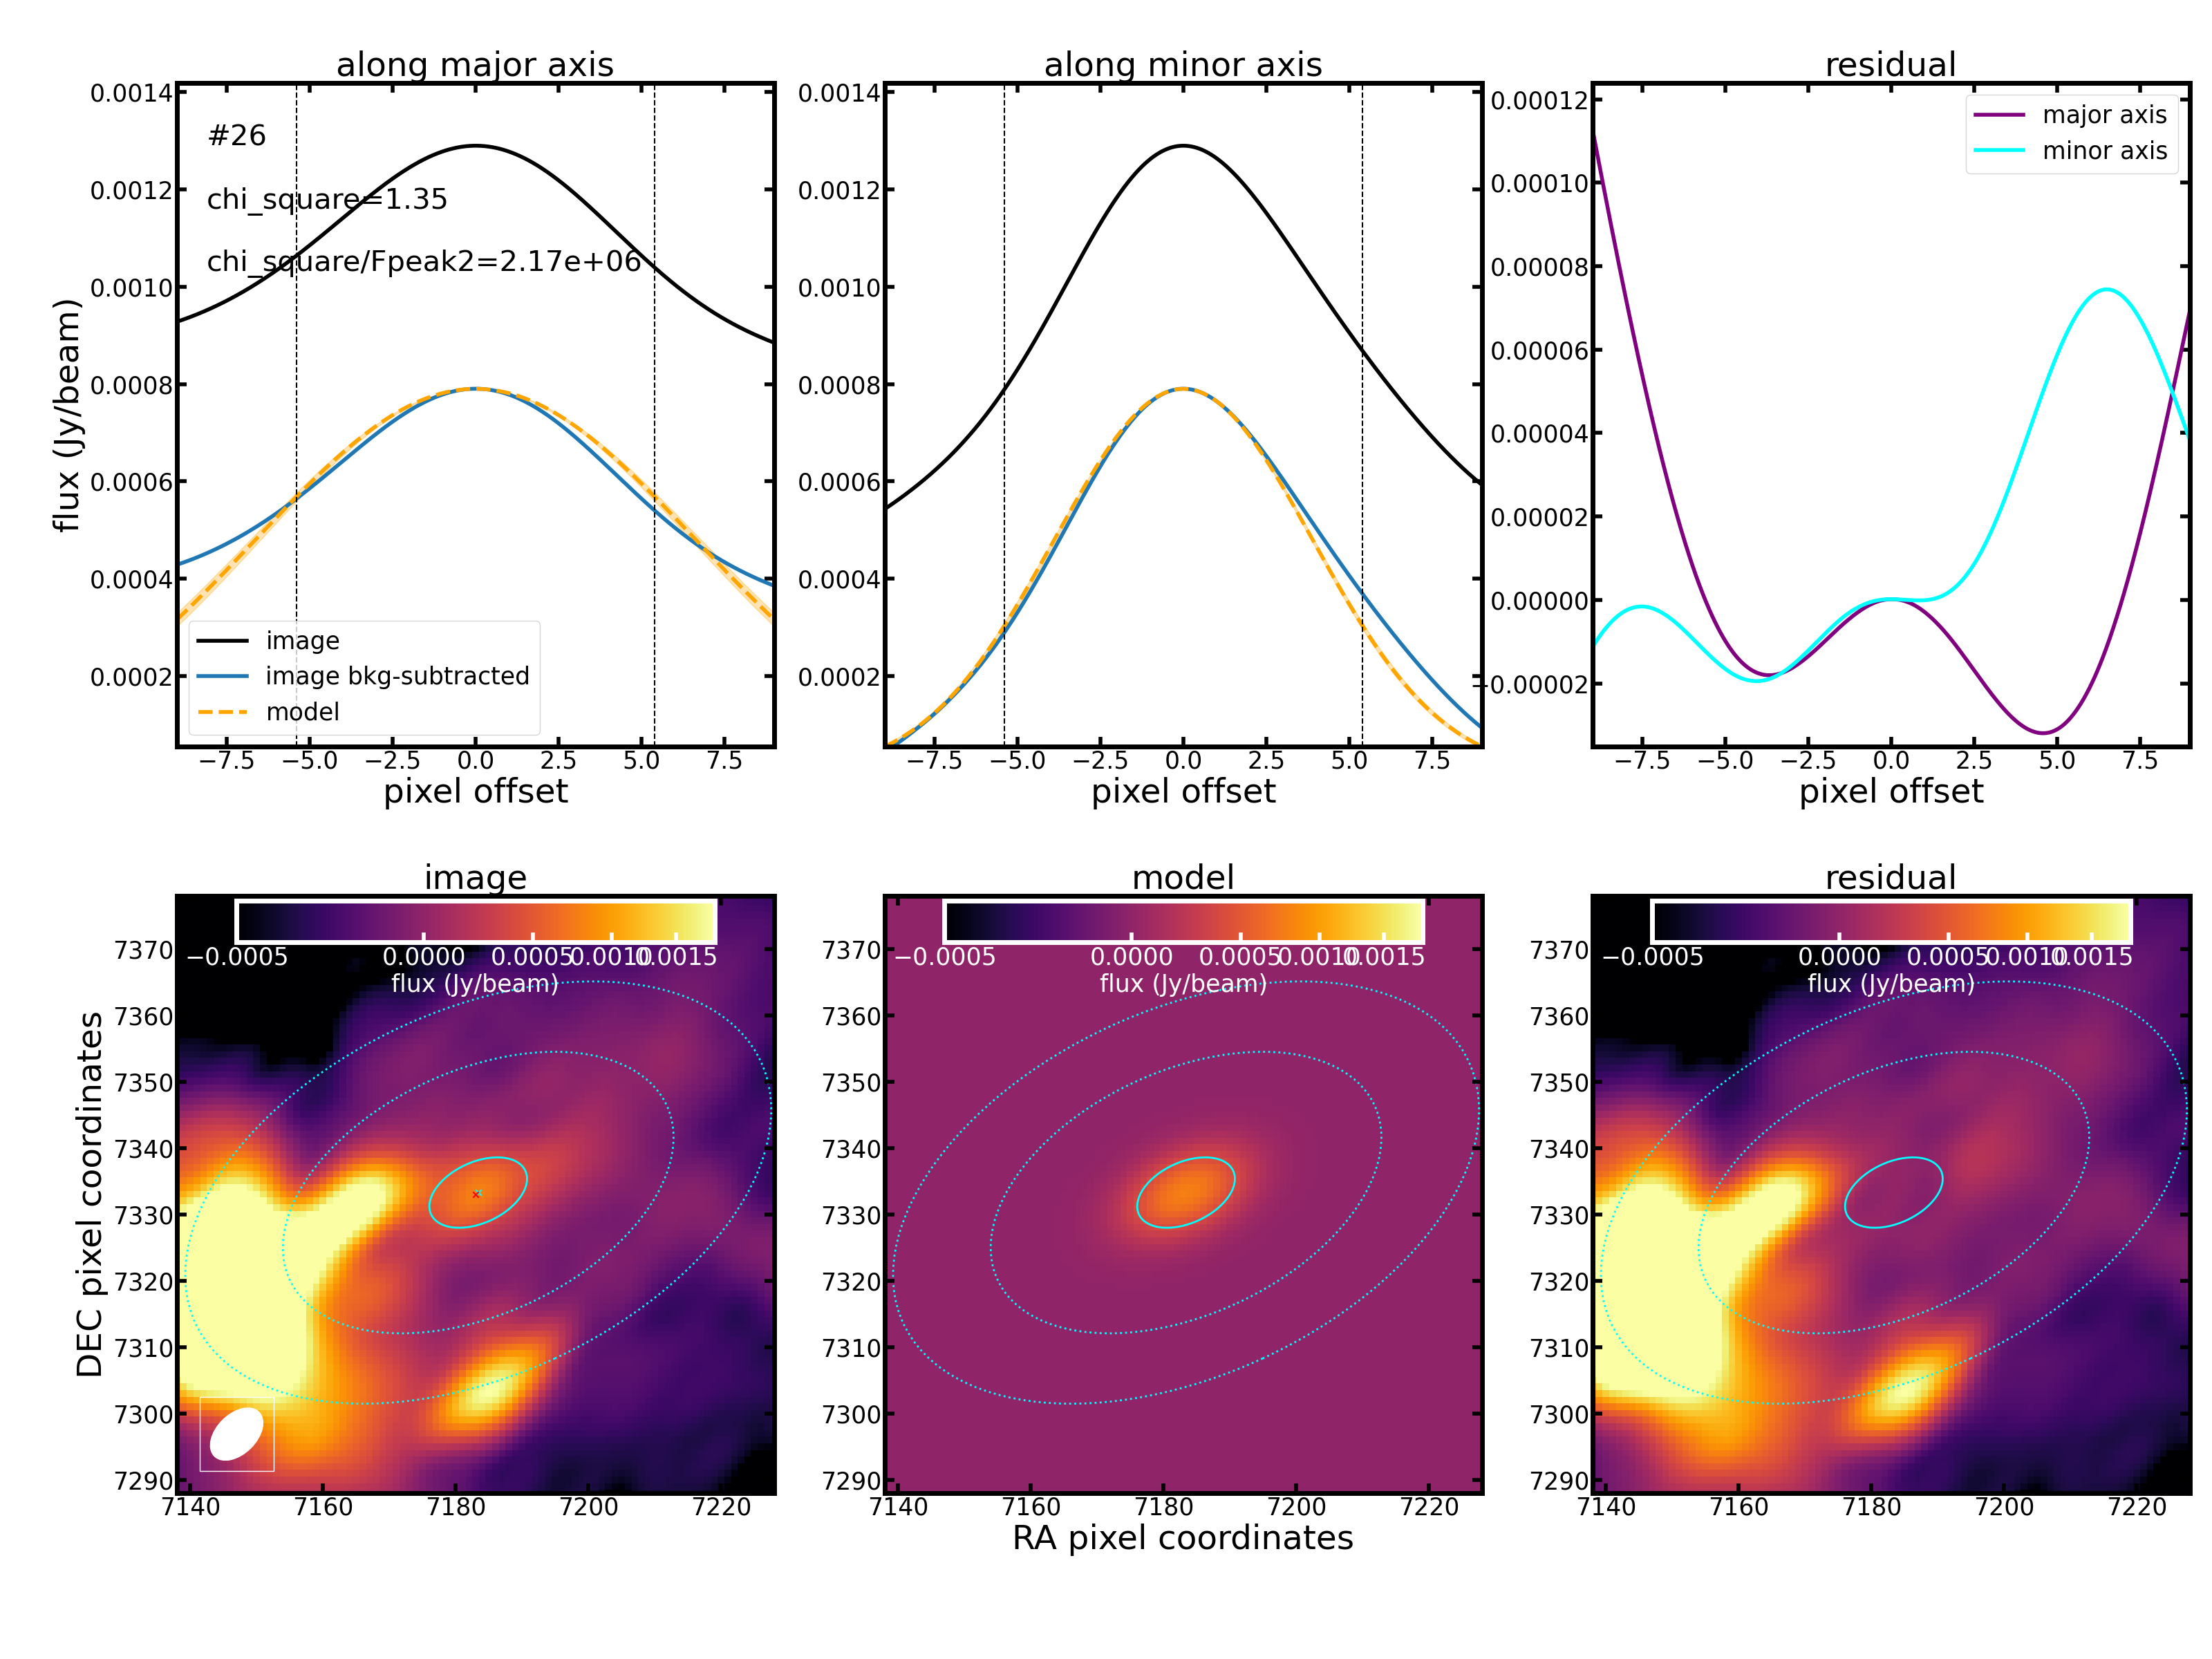 along major axis
along minor axis
residual
0.0014
0.0012
0.0010
0.0008
0.0006
0.0004
0.0002
flux (Jy/beam)
#26
chi_square=1.35
chi_square/Fpeak2=2.17e+06
image
image bkg-subtracted
model
−7.5 −5.0 −2.5 0.0 2.5 5.0 7.5
pixel offset
0.0014
0.0012
0.0010
0.0008
0.0006
0.0004
0.0002
−7.5 −5.0 −2.5 0.0 2.5 5.0 7.5
pixel offset
0.00012
0.00010
0.00008
0.00006
0.00004
0.00002
0.00000
−0.00002
major axis
minor axis
−7.5 −5.0 −2.5 0.0 2.5 5.0 7.5
pixel offset
image
model
residual
−0.0005 0.0000 0.0005 0.0010 0.0015
flux (Jy/beam)
7370
7360
7350
7340
7330
7320
7310
7300
7290
DEC pixel coordinates
7140 7160 7180 7200 7220
−0.0005 0.0000 0.0005 0.0010 0.0015
flux (Jy/beam)
7370
7360
7350
7340
7330
7320
7310
7300
7290
7140 7160 7180 7200 7220
RA pixel coordinates
−0.0005 0.0000 0.0005 0.0010 0.0015
flux (Jy/beam)
7370
7360
7350
7340
7330
7320
7310
7300
7290
7140 7160 7180 7200 7220